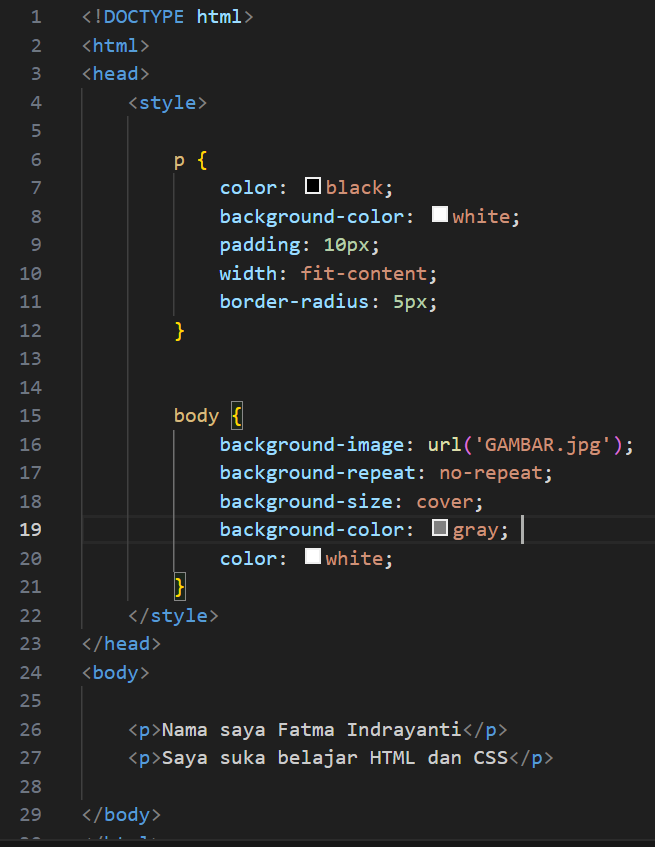 1 <!DOCTYPE html>
2 <html>
3 <head>
4 <style>
5
6 p {
7 color: black;
8 background-color: white;
9 padding: 10px;
10 width: fit-content;
11 border-radius: 5px;
12 }
13
14
15 body {
16 background-image: url('GAMBAR.jpg');
17 background-repeat: no-repeat;
18 background-size: cover;
19 background-color: gray;
20 color: white;
21 }
22 </style>
23 </head>
24 <body>
25
26 <p>Nama saya Fatma Indrayanti</p>
27 <p>Saya suka belajar HTML dan CSS</p>
28
29 </body>